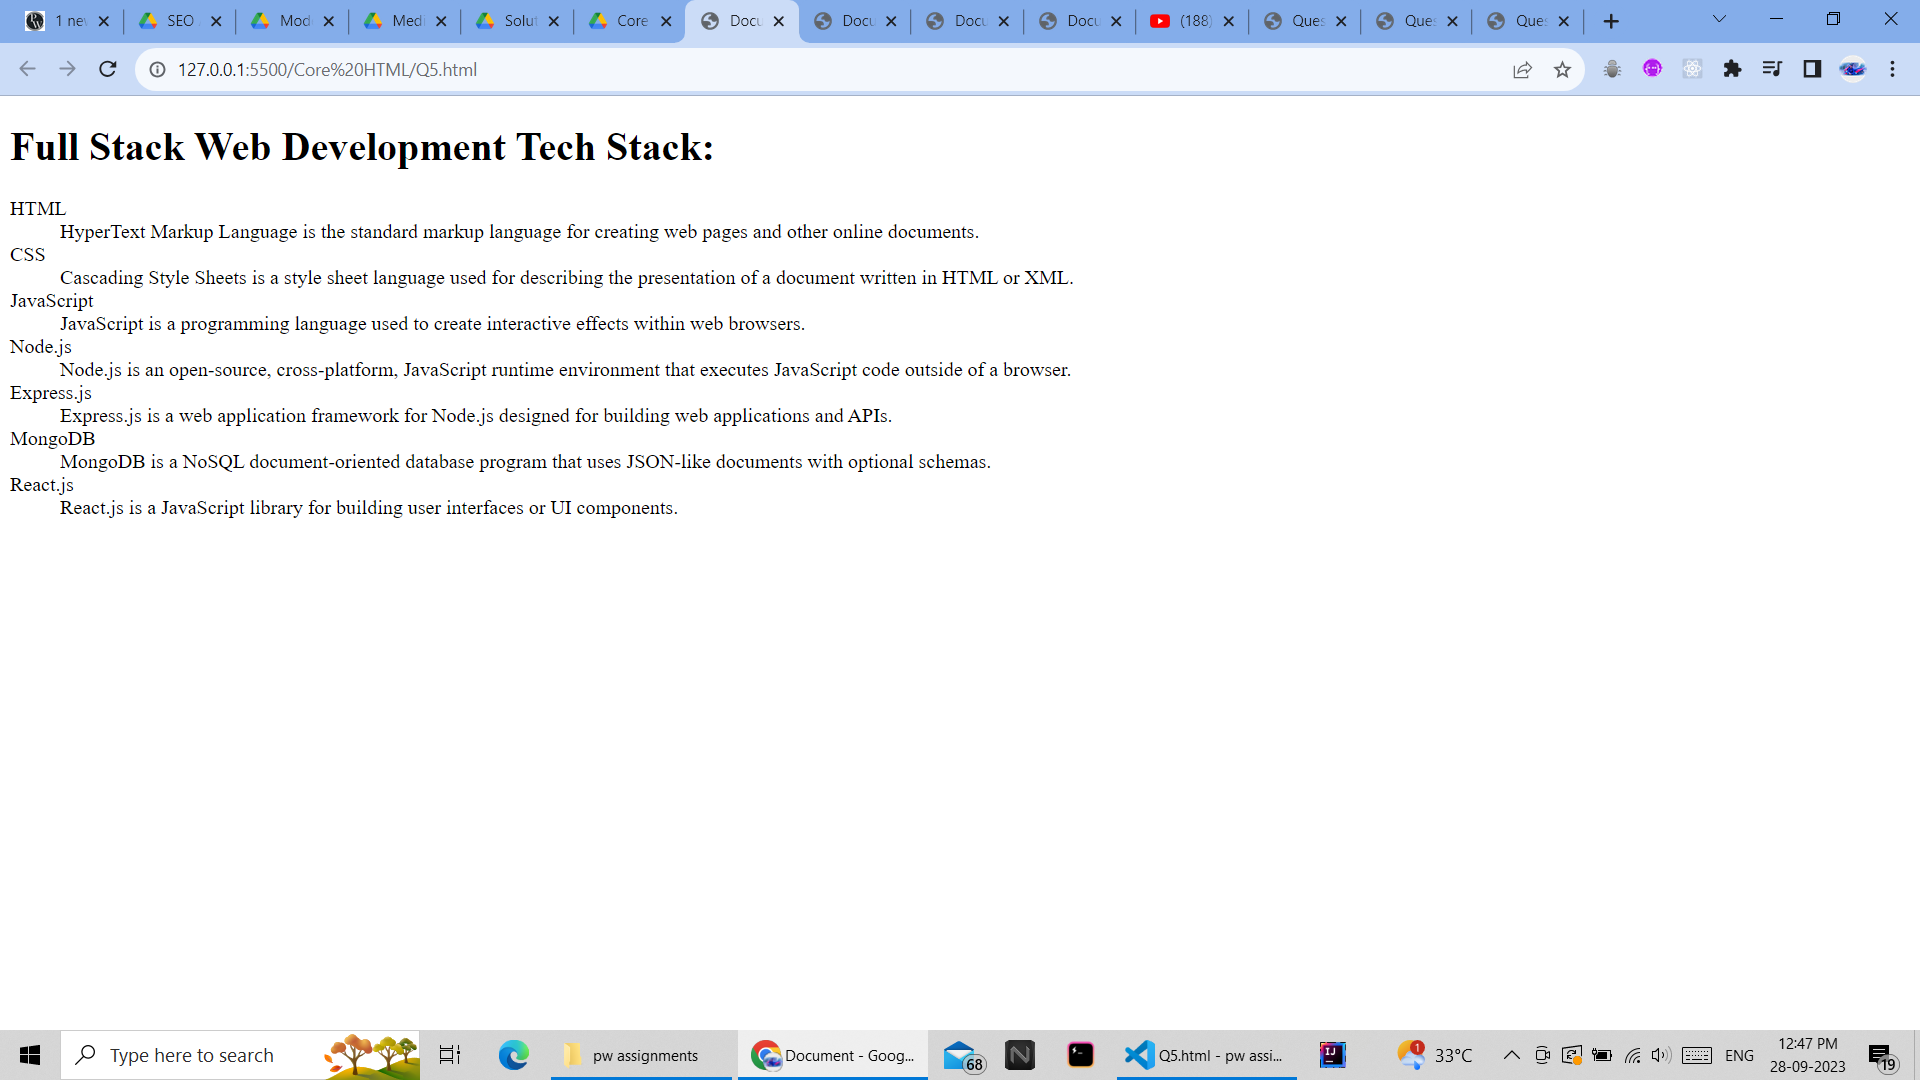 1 ne
SEO
Mod
Medi
Solut
Core
Docu
Docu
Docu
Docu
(188)
Ques
Ques
Ques
127.0.0.1:5500/Core%20HTML/Q5.html
Full Stack Web Development Tech Stack:
HTML
HyperText Markup Language is the standard markup language for creating web pages and other online documents.
CSS
Cascading Style Sheets is a style sheet language used for describing the presentation of a document written in HTML or XML.
JavaScript
JavaScript is a programming language used to create interactive effects within web browsers.
Node.js
Node.js is an open-source, cross-platform, JavaScript runtime environment that executes JavaScript code outside of a browser.
Express.js
Express.js is a web application framework for Node.js designed for building web applications and APIs.
MongoDB
MongoDB is a NoSQL document-oriented database program that uses JSON-like documents with optional schemas.
React.js
React.js is a JavaScript library for building user interfaces or UI components.
Type here to search
pw assignments
Document - Goog...
68
Q5.html - pw assi...
IJ
1
33°C
ENG
12:47 PM
28-09-2023
19